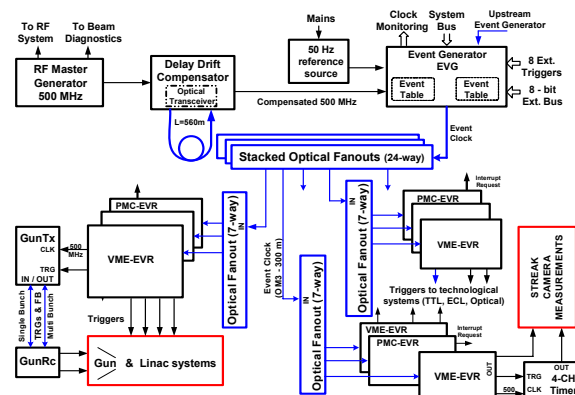 To RF
System
To Beam
Diagnostics
Mains
Clock
Monitoring
System
Bus
Upstream
Event Generator
RF Master
Generator
500 MHz
Delay Drift
Compensator
Optical
Transceiver
L=560m
50 Hz
reference
source
Compensated 500 MHz
Event Generator
EVG
Event
Table
Event
Table
8 Ext.
Triggers
8 - bit
Ext. Bus
Event
Clock
Stacked Optical Fanouts (24-way)
GunTx
CLK
TRG
IN / OUT
500
MHz
PMC-EVR
VME-EVR
IN
Optical Fanout (7-way)
Event Clock
(OM3 - 300 m)
IN
Optical Fanout (7-way)
Interrupt
Request
PMC-EVR
VME-EVR
Triggers to technological
systems (TTL, ECL, Optical)
STREAK
CAMERA
MEASUREMENTS
Single Bunch
TRGs & FB
Multi Bunch
Triggers
GunRc
Gun & Linac systems
IN
Optical Fanout (7-way)
VME-EVR
PMC-EVR
Interrupt
Request
VME-EVR
OUT
500
OUT
TRG
CLK
4-CH
Timer